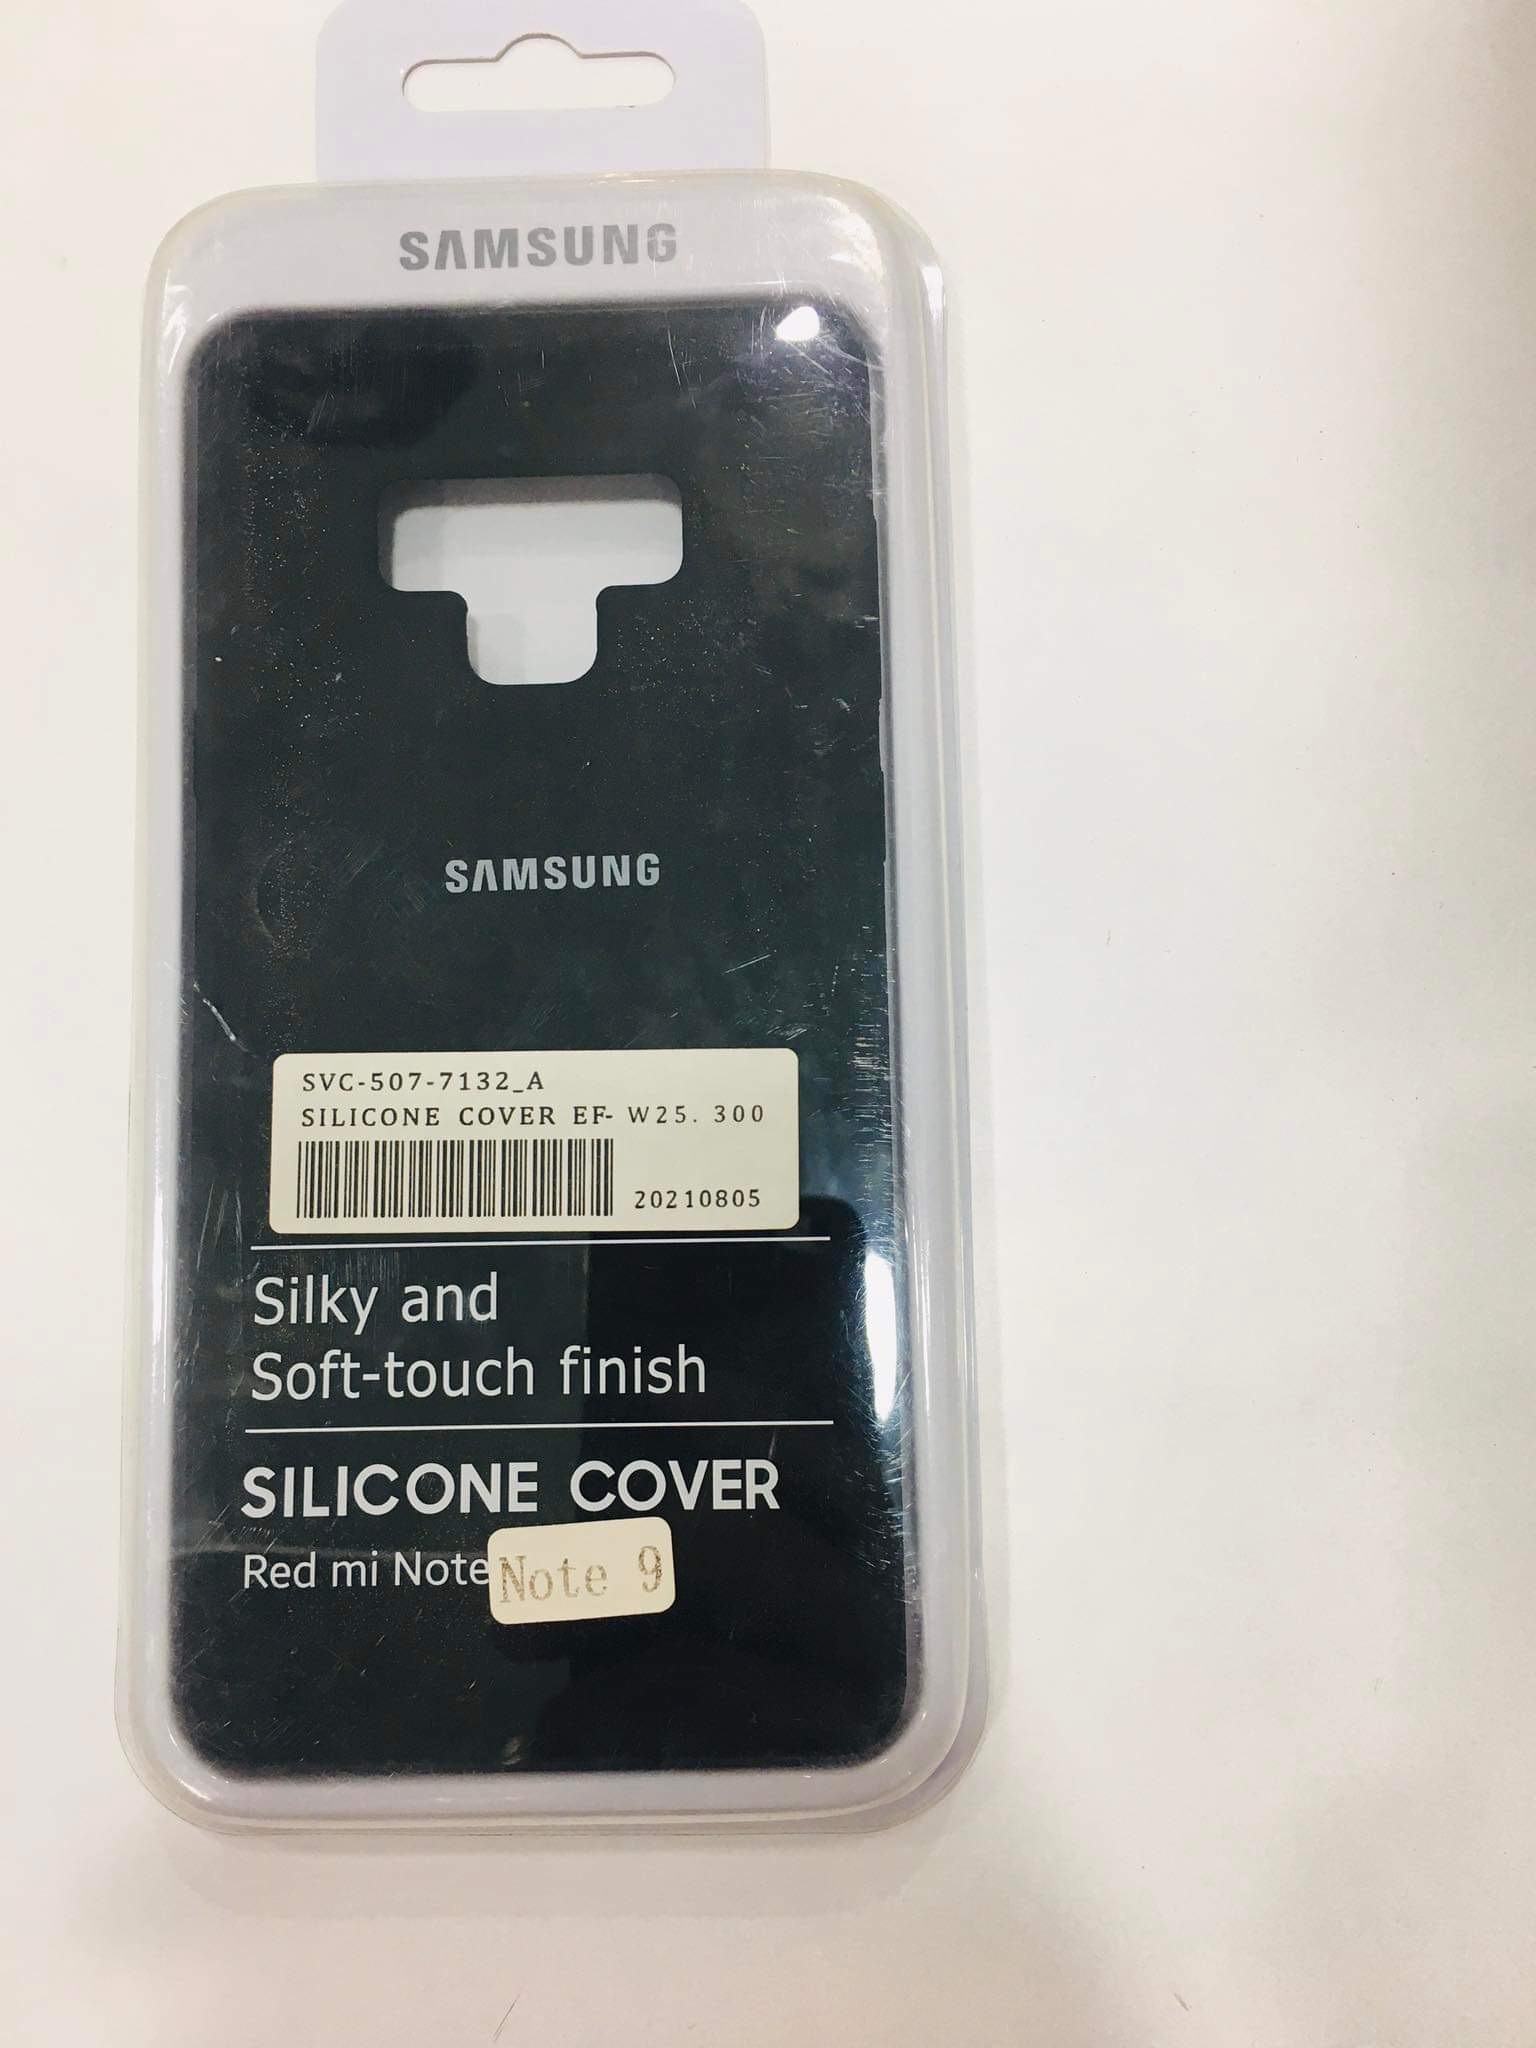 SAMSUNG
SAMSUNG
SVC-507-7132_A
SILICONE COVER EF- W25. 300
20210805
Silky and
Soft-touch finish
SILICONE COVER
Red mi Note Note 9